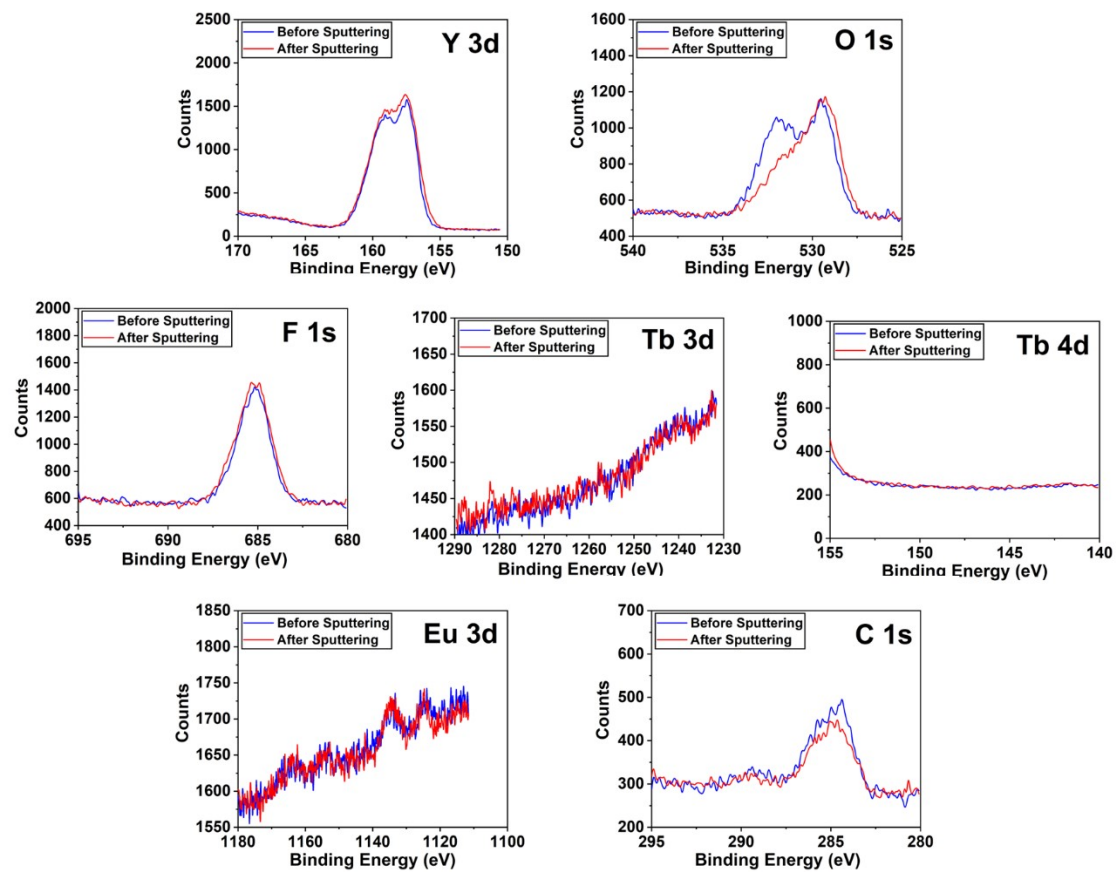 Y 3d
Before Sputtering
After Sputtering
Counts
2500
2000
1500
1000
500
0
170 165 160 155 150
Binding Energy (eV)
O 1s
Before Sputtering
After Sputtering
Counts
1600
1400
1200
1000
800
600
400
540 535 530 525
Binding Energy (eV)
F 1s
Before Sputtering
After Sputtering
Counts
2000
1800
1600
1400
1200
1000
800
600
400
695 690 685 680
Binding Energy (eV)
Tb 3d
Before Sputtering
After Sputtering
Counts
1700
1650
1600
1550
1500
1450
1400
1290 1280 1270 1260 1250 1240 1230
Binding Energy (eV)
Tb 4d
Before Sputtering
After Sputtering
Counts
1000
800
600
400
200
0
155 150 145 140
Binding Energy (eV)
Eu 3d
Before Sputtering
After Sputtering
Counts
1850
1800
1750
1700
1650
1600
1550
1180 1160 1140 1120 1100
Binding Energy (eV)
C 1s
Before Sputtering
After Sputtering
Counts
700
600
500
400
300
200
295 290 285 280
Binding Energy (eV)